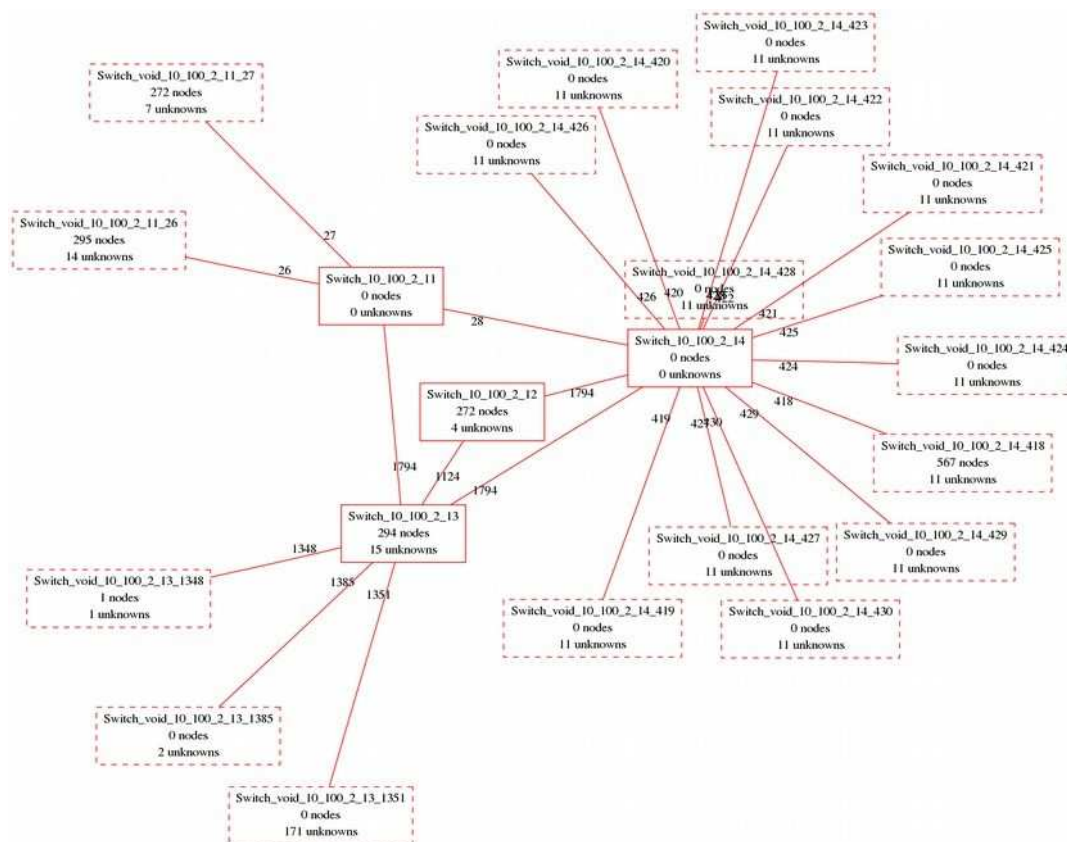 Switch_void_10_100_2_14_423
0 nodes
11 unknowns
Switch_void_10_100_2_14_420
0 nodes
11 unknowns
Switch_void_10_100_2_11_27
272 nodes
7 unknowns
Switch_void_10_100_2_14_422
0 nodes
11 unknowns
Switch_void_10_100_2_14_426
0 nodes
11 unknowns
Switch_void_10_100_2_14_421
0 nodes
11 unknowns
Switch_void_10_100_2_11_26
295 nodes
14 unknowns
27
26
Switch_void_10_100_2_14_425
0 nodes
11 unknowns
Switch_10_100_2_11
0 nodes
0 unknowns
Switch_void_10_100_2_14_428
0 nodes
11 unknowns
426
420
421
425
28
Switch_10_100_2_14
0 nodes
0 unknowns
Switch_void_10_100_2_14_424
0 nodes
11 unknowns
424
Switch_10_100_2_12
272 nodes
4 unknowns
1794
418
419
429
430
Switch_void_10_100_2_14_418
567 nodes
11 unknowns
1794
1124
1794
Switch_10_100_2_13
294 nodes
15 unknowns
1348
1385
1351
Switch_void_10_100_2_14_427
0 nodes
11 unknowns
Switch_void_10_100_2_14_429
0 nodes
11 unknowns
Switch_void_10_100_2_13_1348
1 nodes
1 unknowns
Switch_void_10_100_2_14_419
0 nodes
11 unknowns
Switch_void_10_100_2_14_430
0 nodes
11 unknowns
Switch_void_10_100_2_13_1385
0 nodes
2 unknowns
Switch_void_10_100_2_13_1351
0 nodes
171 unknowns